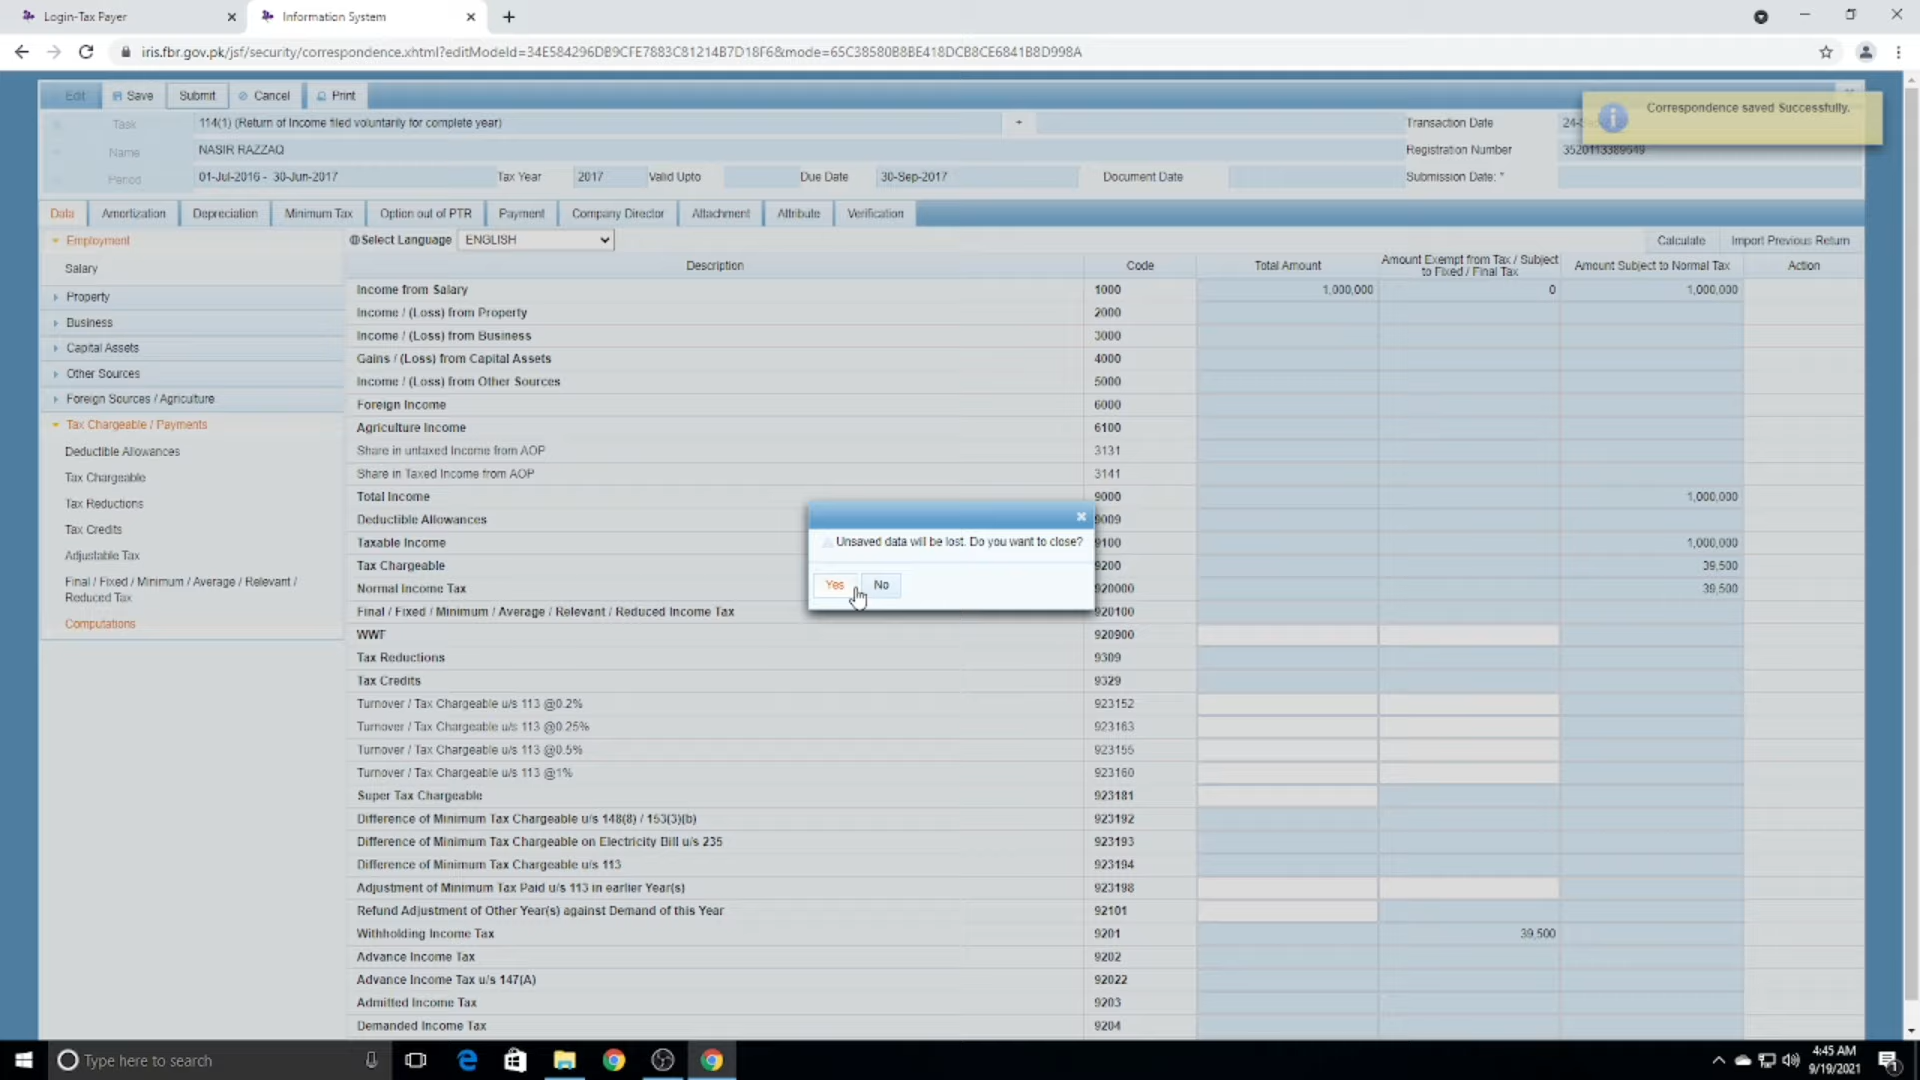 Login-Tax Payer
Information System
iris.fbr.gov.pk/jsf/security/correspondence.xhtml?editModeId=34E584296DB9CFE7883C81214B7D18F6&mode=65C38580B8BE418DCB8CE6841B8D998A
Edit Save Submit Cancel Print
Correspondence saved Successfully.
Task 114(1) (Return of Income filed voluntarily for complete year) + Transaction Date
Name NASIR RAZZAQ Registration Number
Period 01-Jul-2016 - 30-Jun-2017 Tax Year 2017 Valid Upto Due Date 30-Sep-2017 Document Date Submission Date: *
Data Amortization Depreciation Minimum Tax Option out of PTR Payment Company Director Attachment Attribute Verification
Employment
Salary
Property
Business
Capital Assets
Other Sources
Foreign Sources / Agriculture
Tax Chargeable / Payments
Deductible Allowances
Tax Chargeable
Tax Reductions
Tax Credits
Adjustable Tax
Final / Fixed / Minimum / Average / Relevant /
Reduced Tax
Computations
Select Language ENGLISH Calculate Import Previous Return
Description Code Total Amount Amount Exempt from Tax / Subject to Fixed / Final Tax Amount Subject to Normal Tax Action
Income from Salary 1000 1,000,000 0 1,000,000
Income / (Loss) from Property 2000
Income / (Loss) from Business 3000
Gains / (Loss) from Capital Assets 4000
Income / (Loss) from Other Sources 5000
Foreign Income 6000
Agriculture Income 6100
Share in untaxed Income from AOP 3131
Share in Taxed Income from AOP 3141
Total Income 9000 1,000,000
Deductible Allowances 9009
Taxable Income 9100 1,000,000
Tax Chargeable 9200 39,500
Normal Income Tax 920000 39,500
Final / Fixed / Minimum / Average / Relevant / Reduced Income Tax 920100
WWF 920900
Tax Reductions 9309
Tax Credits 9329
Turnover / Tax Chargeable u/s 113 @0.2% 923152
Turnover / Tax Chargeable u/s 113 @0.25% 923163
Turnover / Tax Chargeable u/s 113 @0.5% 923155
Turnover / Tax Chargeable u/s 113 @1% 923160
Super Tax Chargeable 923181
Difference of Minimum Tax Chargeable u/s 148(8) / 153(3)(b) 923192
Difference of Minimum Tax Chargeable on Electricity Bill u/s 235 923193
Difference of Minimum Tax Chargeable u/s 113 923194
Adjustment of Minimum Tax Paid u/s 113 in earlier Year(s) 923198
Refund Adjustment of Other Year(s) against Demand of this Year 92101
Withholding Income Tax 9201 39,500
Advance Income Tax 9202
Advance Income Tax u/s 147(A) 92022
Admitted Income Tax 9203
Demanded Income Tax 9204
Unsaved data will be lost. Do you want to close?
Yes No
Type here to search
4:45 AM
9/19/2021
1